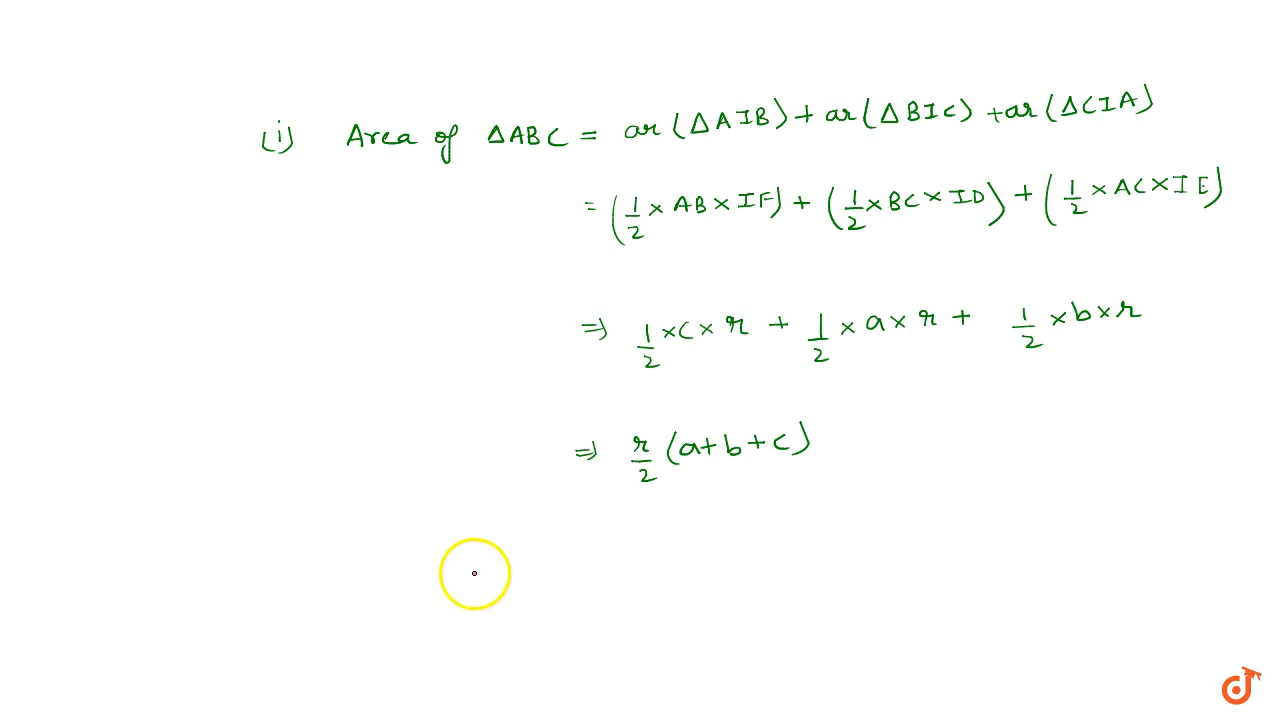 (i) Area of ΔABC = ar(ΔAIB) + ar(ΔBIC) + ar(ΔCIA)
= (1/2 × AB × IF) + (1/2 × BC × ID) + (1/2 × AC × IE)
⇒ 1/2 × c × r + 1/2 × a × r + 1/2 × b × r
⇒ r/2 (a+b+c)